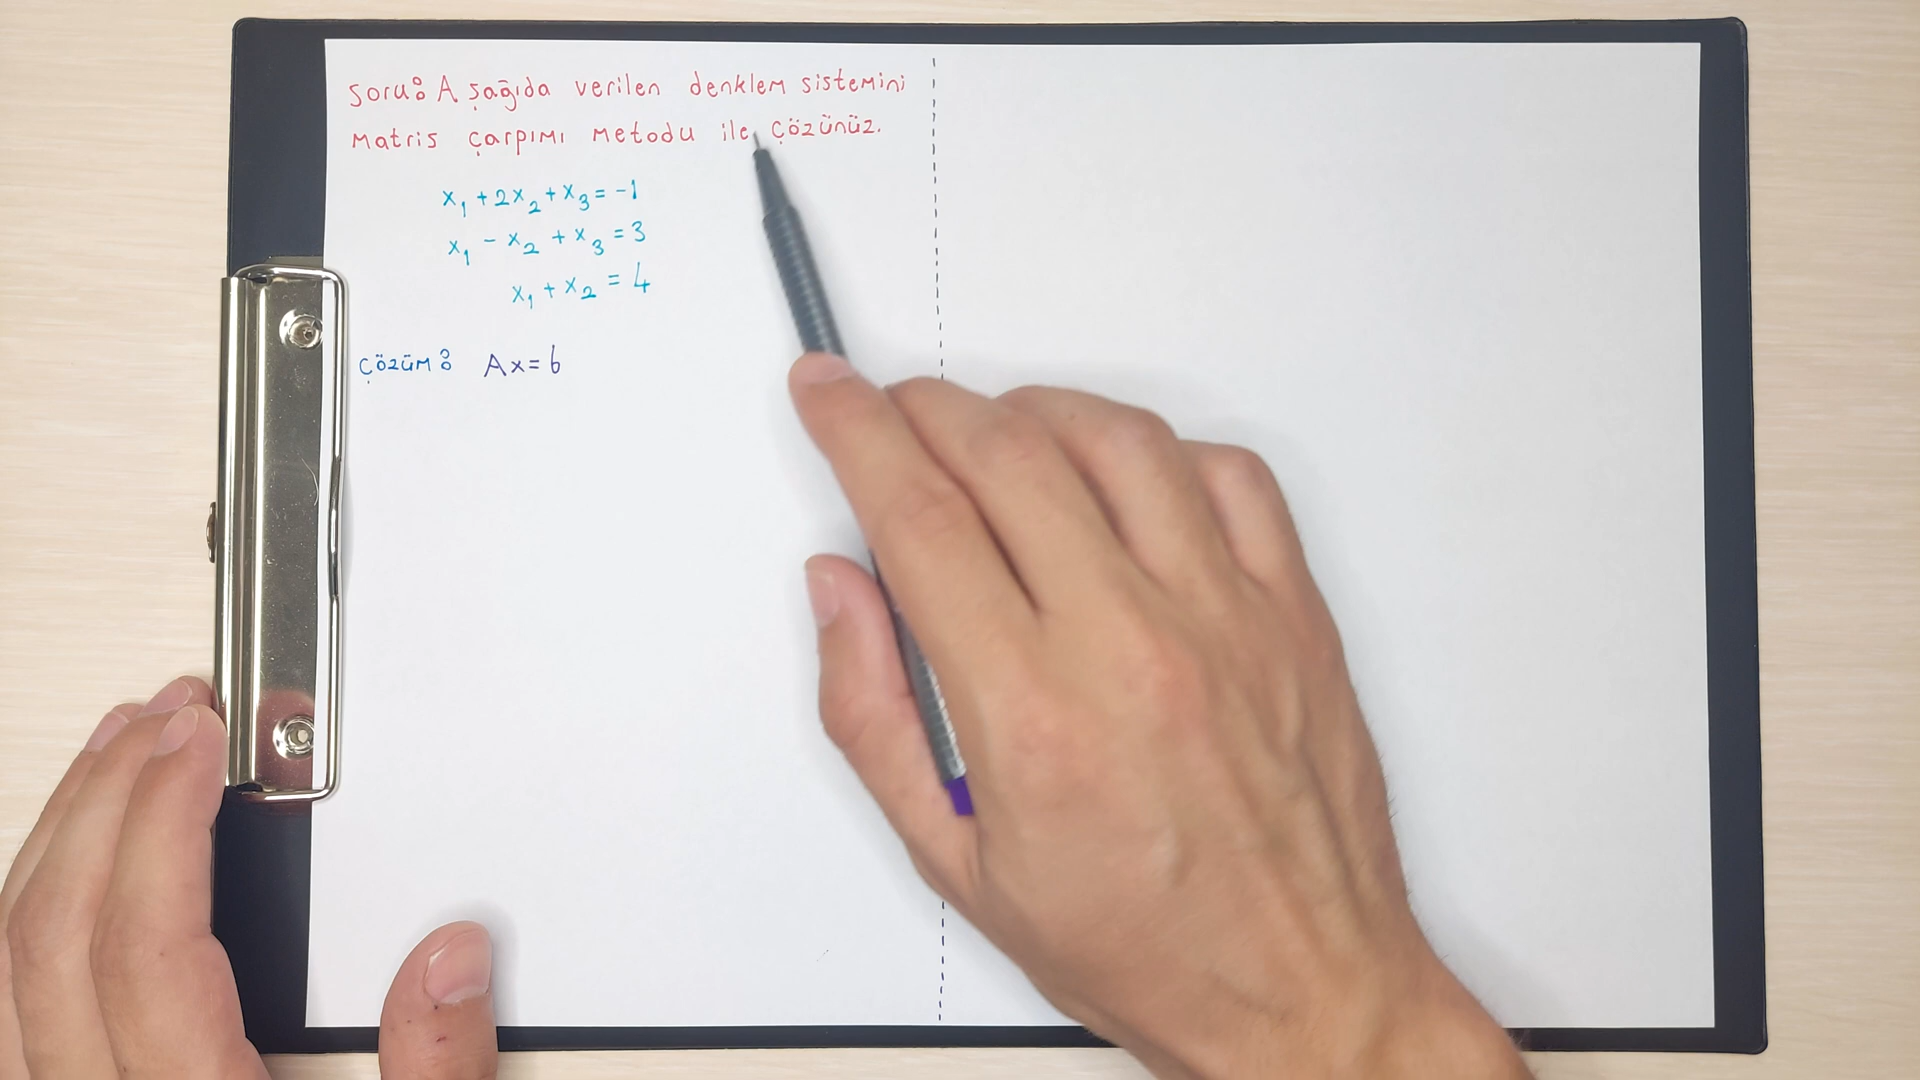 Soru: Aşağıda verilen denklem sistemini
matris çarpımı metodu ile çözünüz.
x₁ + 2x₂ + x₃ = -1
x₁ - x₂ + x₃ = 3
x₁ + x₂ = 4
Çözüm: Ax = b